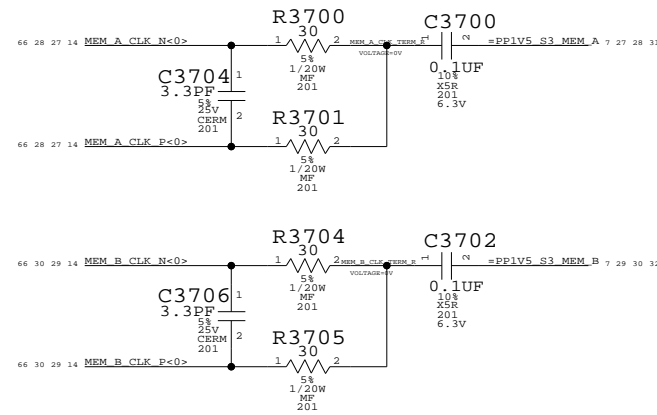 R3700
C3700
30
66 28 27 14 MEM_A_CLK_N<0> 1 2 MEM_A_CLK_TERM_R 1 2 =PP1V5_S3_MEM_A 7 27 28 31
VOLTAGE=0V
5%
1/20W
MF
201
0.1UF
10%
X5R
201
6.3V
C3704 1
3.3PF
5%
25V
CERM
201
2
R3701
30
66 28 27 14 MEM_A_CLK_P<0> 1 2
5%
1/20W
MF
201
R3704
C3702
30
66 30 29 14 MEM_B_CLK_N<0> 1 2 MEM_B_CLK_TERM_R 1 2 =PP1V5_S3_MEM_B 7 29 30 32
VOLTAGE=0V
5%
1/20W
MF
201
0.1UF
10%
X5R
201
6.3V
C3706 1
3.3PF
5%
25V
CERM
201
2
R3705
30
66 30 29 14 MEM_B_CLK_P<0> 1 2
5%
1/20W
MF
201